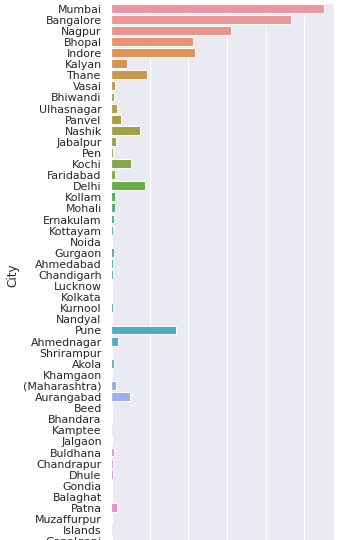 Mumbai
Bangalore
Nagpur
Bhopal
Indore
Kalyan
Thane
Vasai
Bhiwandi
Ulhasnagar
Panvel
Nashik
Jabalpur
Pen
Kochi
Faridabad
Delhi
Kollam
Mohali
Ernakulam
Kottayam
Noida
Gurgaon
Ahmedabad
Chandigarh
Lucknow
Kolkata
Kurnool
Nandyal
Pune
Ahmednagar
Shrirampur
Akola
Khamgaon
(Maharashtra)
Aurangabad
Beed
Bhandara
Kamptee
Jalgaon
Buldhana
Chandrapur
Dhule
Gondia
Balaghat
Patna
Muzaffurpur
Islands
City